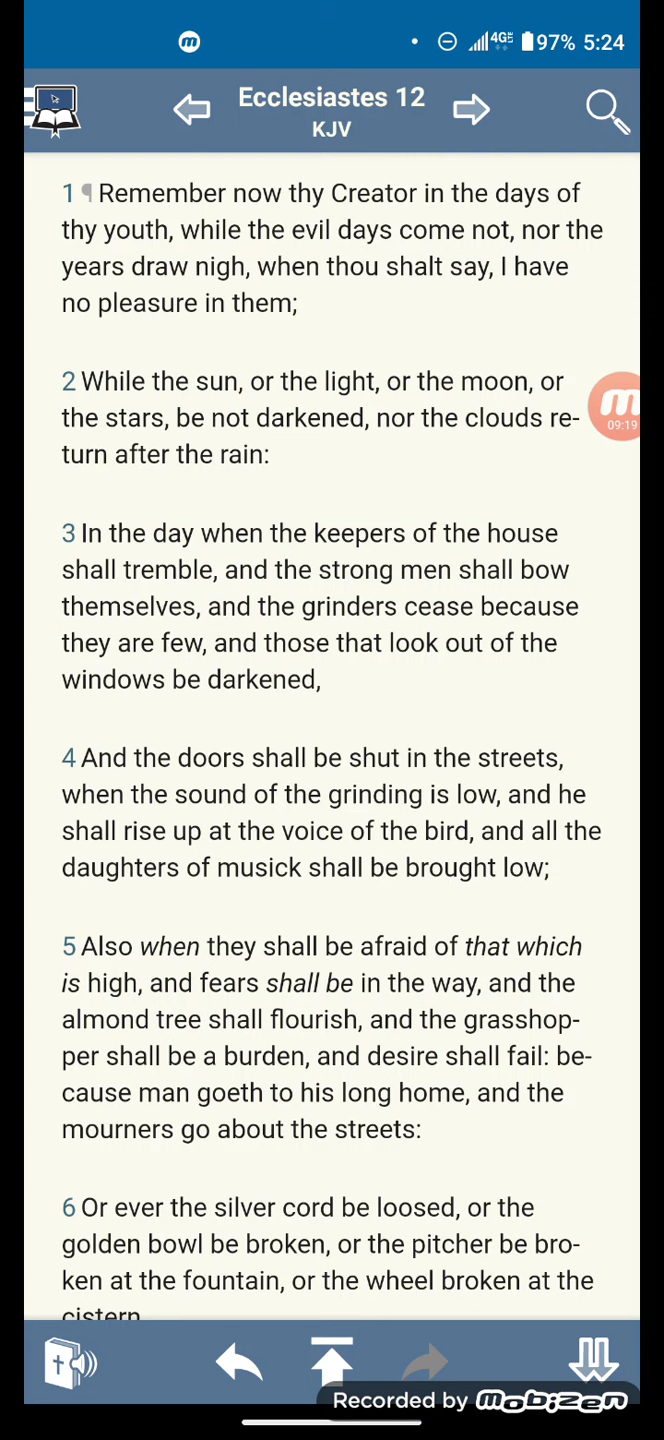 m
4G
97% 5:24
Ecclesiastes 12
KJV
1 ¶ Remember now thy Creator in the days of
thy youth, while the evil days come not, nor the
years draw nigh, when thou shalt say, I have
no pleasure in them;
2 While the sun, or the light, or the moon, or
the stars, be not darkened, nor the clouds re-
turn after the rain:
m
09:19
3 In the day when the keepers of the house
shall tremble, and the strong men shall bow
themselves, and the grinders cease because
they are few, and those that look out of the
windows be darkened,
4 And the doors shall be shut in the streets,
when the sound of the grinding is low, and he
shall rise up at the voice of the bird, and all the
daughters of musick shall be brought low;
5 Also when they shall be afraid of that which
is high, and fears shall be in the way, and the
almond tree shall flourish, and the grasshop-
per shall be a burden, and desire shall fail: be-
cause man goeth to his long home, and the
mourners go about the streets:
6 Or ever the silver cord be loosed, or the
golden bowl be broken, or the pitcher be bro-
ken at the fountain, or the wheel broken at the
cistern
Recorded by mobizen